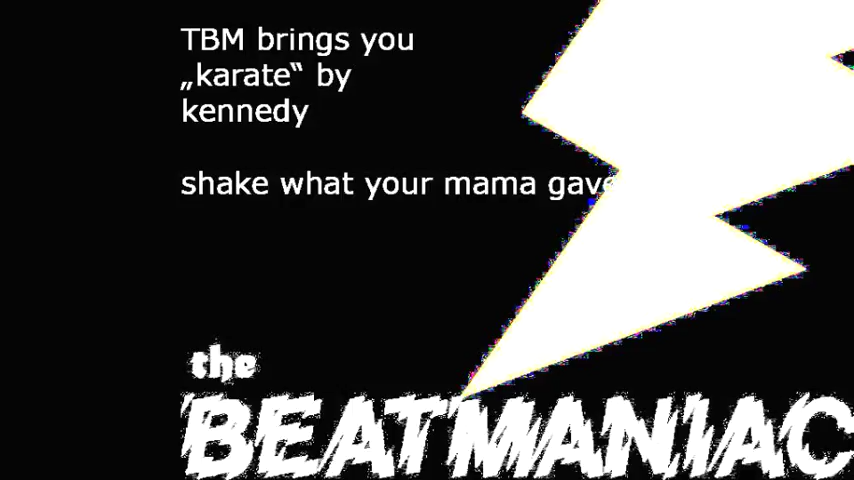 TBM brings you
„karate“ by
kennedy
shake what your mama gave
the
BEATMANIAC